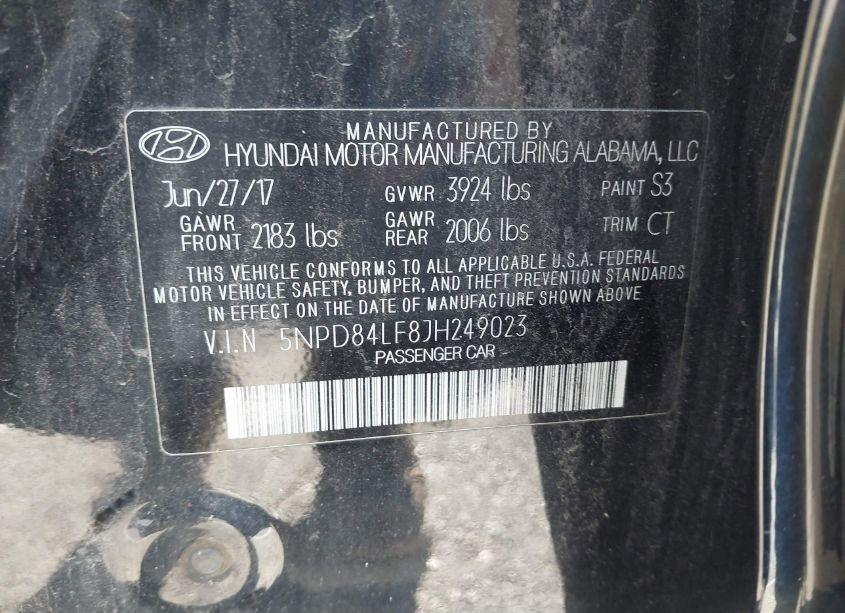 MANUFACTURED BY
HYUNDAI MOTOR MANUFACTURING ALABAMA, LLC
Jun/27/17 GVWR 3924 lbs PAINT S3
GAWR FRONT 2183 lbs GAWR REAR 2006 lbs TRIM CT
THIS VEHICLE CONFORMS TO ALL APPLICABLE U.S.A. FEDERAL
MOTOR VEHICLE SAFETY, BUMPER, AND THEFT PREVENTION STANDARDS
IN EFFECT ON THE DATE OF MANUFACTURE SHOWN ABOVE
V.I.N 5NPD84LF8JH249023
PASSENGER CAR